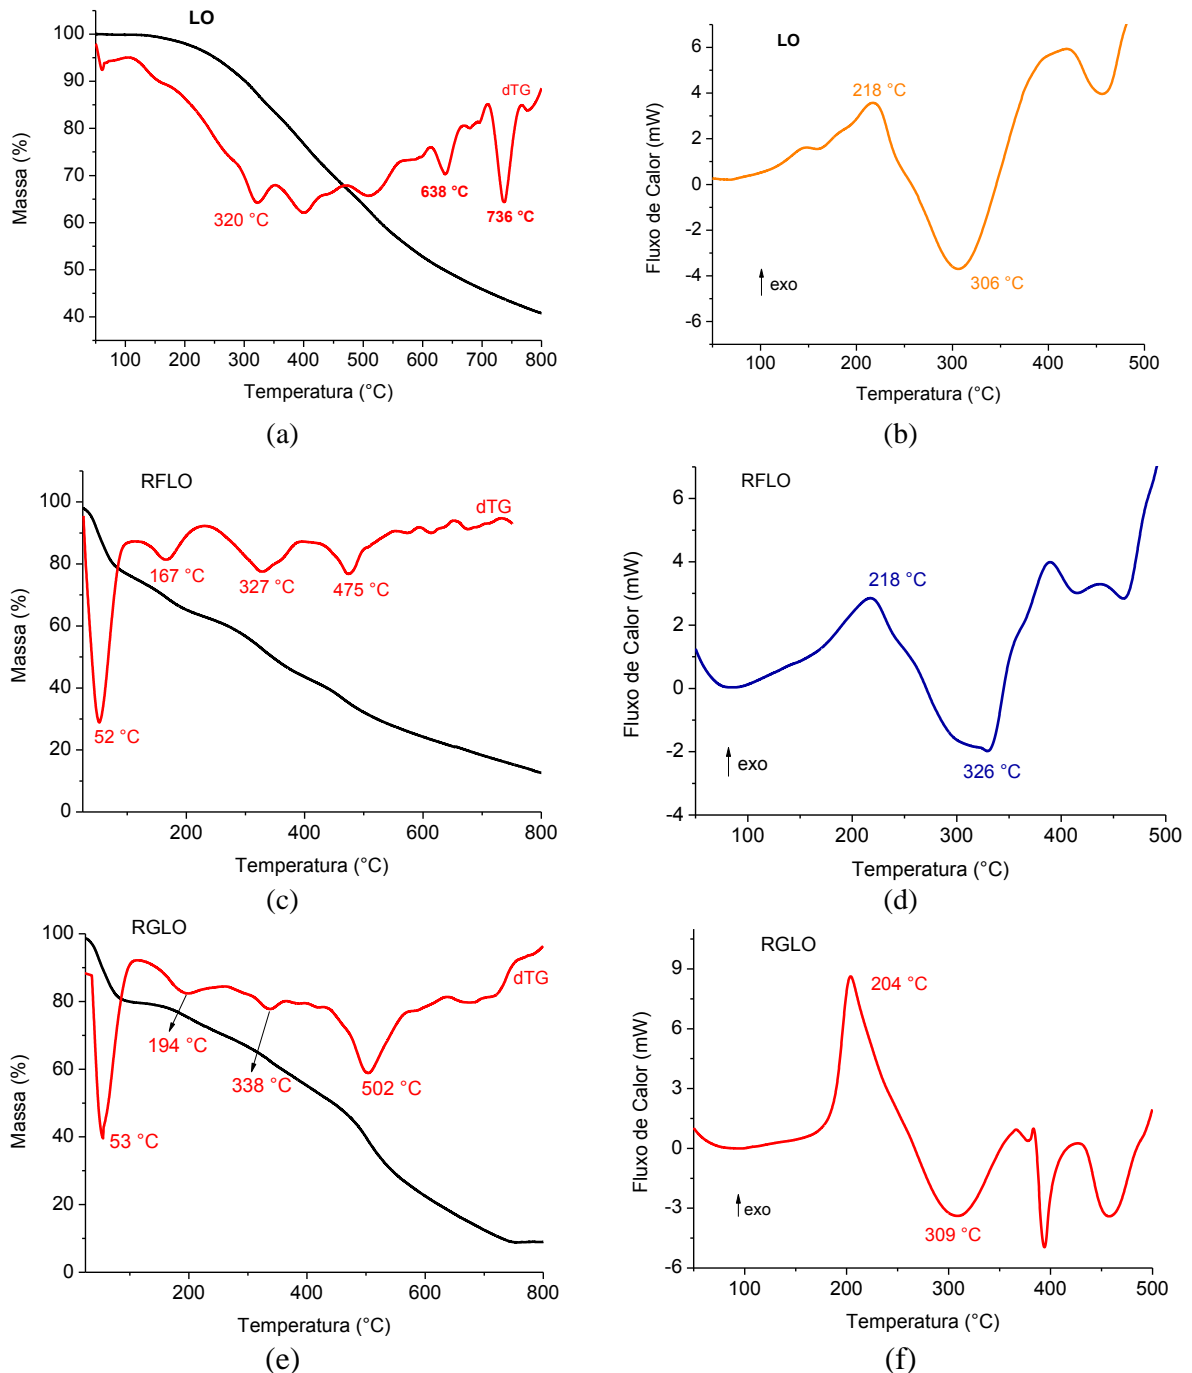 LO
100
90
80
70
60
50
40
Massa (%)
dTG
320 °C
638 °C
736 °C
100 200 300 400 500 600 700 800
Temperatura (°C)
(a)
LO
6
4
2
0
-2
-4
-6
Fluxo de Calor (mW)
218 °C
306 °C
exo
100 200 300 400 500
Temperatura (°C)
(b)
RFLO
100
80
60
40
20
0
Massa (%)
dTG
167 °C
327 °C
475 °C
52 °C
200 400 600 800
Temperatura (°C)
(c)
RFLO
6
4
2
0
-2
-4
Fluxo de Calor (mW)
218 °C
326 °C
exo
100 200 300 400 500
Temperatura (°C)
(d)
RGLO
100
80
60
40
20
0
Massa (%)
dTG
194 °C
338 °C
502 °C
53 °C
200 400 600 800
Temperatura (°C)
(e)
RGLO
9
6
3
0
-3
-6
Fluxo de Calor (mW)
204 °C
309 °C
exo
100 200 300 400 500
Temperatura (°C)
(f)